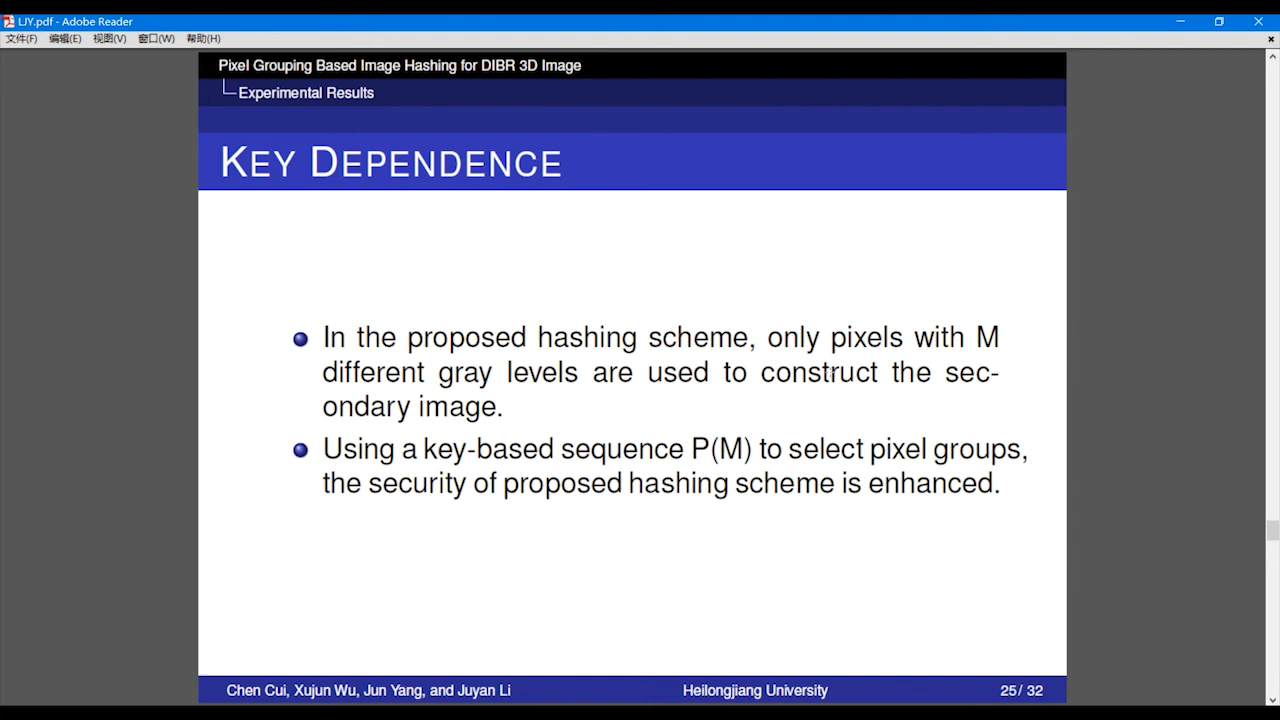 LJY.pdf - Adobe Reader
文件(F) 编辑(E) 视图(V) 窗口(W) 帮助(H)
Pixel Grouping Based Image Hashing for DIBR 3D Image
Experimental Results
KEY DEPENDENCE
In the proposed hashing scheme, only pixels with M
different gray levels are used to construct the sec-
ondary image.
Using a key-based sequence P(M) to select pixel groups,
the security of proposed hashing scheme is enhanced.
Chen Cui, Xujun Wu, Jun Yang, and Juyan Li Heilongjiang University 25/ 32